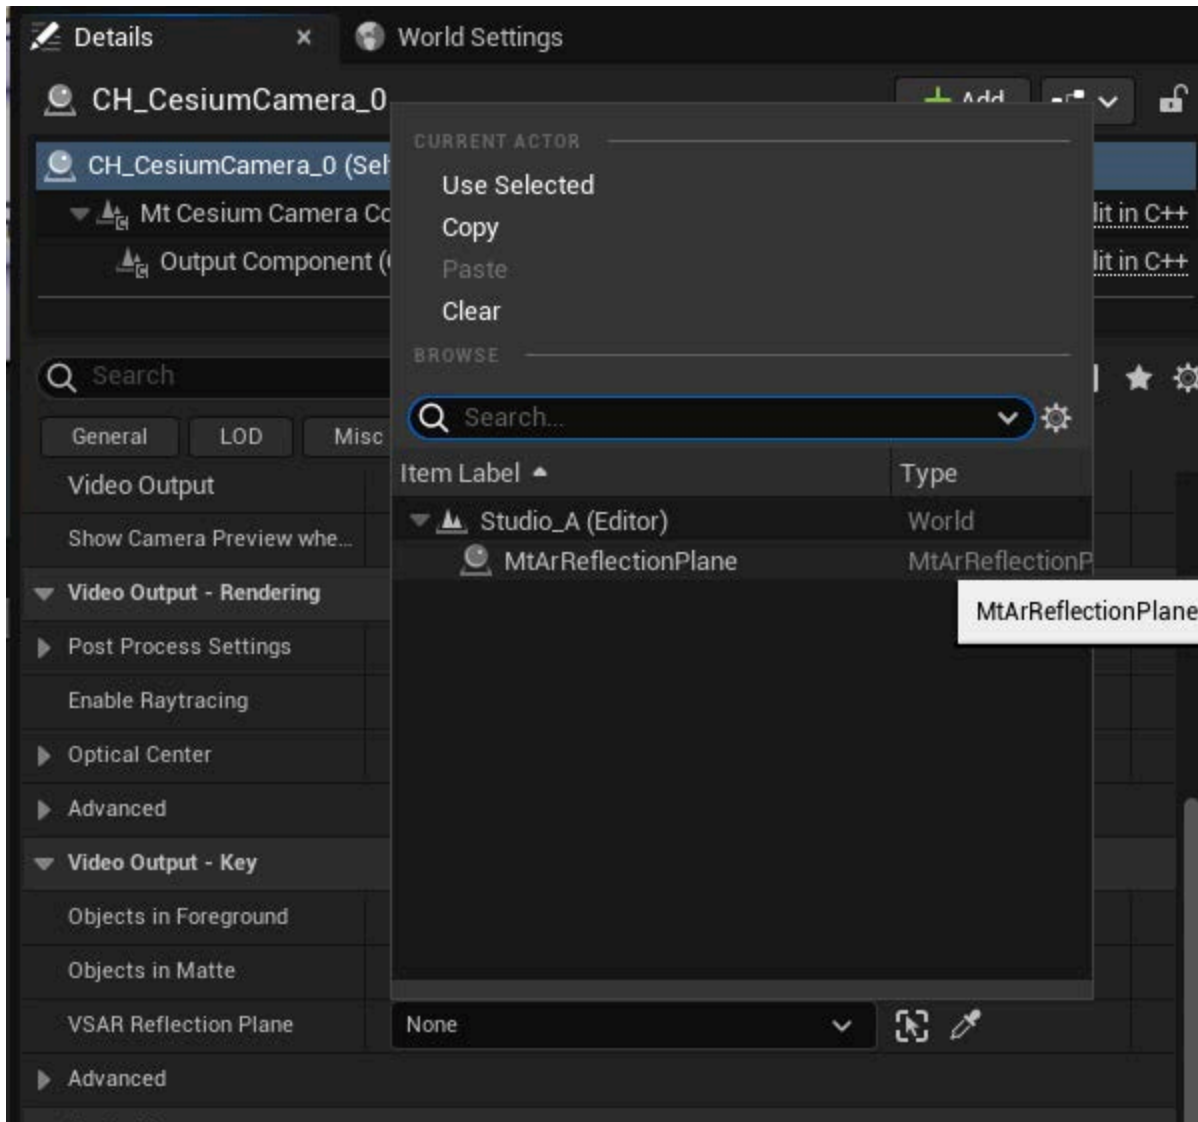 Details
World Settings
CH_CesiumCamera_0
Add
CH_CesiumCamera_0 (Sel
Mt Cesium Camera Co
lit in C++
Output Component (
lit in C++
CURRENT ACTOR
Use Selected
Copy
Paste
Clear
BROWSE
Search
Search...
General
LOD
Misc
Item Label
Type
Video Output
Studio_A (Editor)
World
Show Camera Preview whe...
MtArReflectionPlane
MtArReflectionP
MtArReflectionPlane
Video Output - Rendering
Post Process Settings
Enable Raytracing
Optical Center
Advanced
Video Output - Key
Objects in Foreground
Objects in Matte
VSAR Reflection Plane
None
Advanced